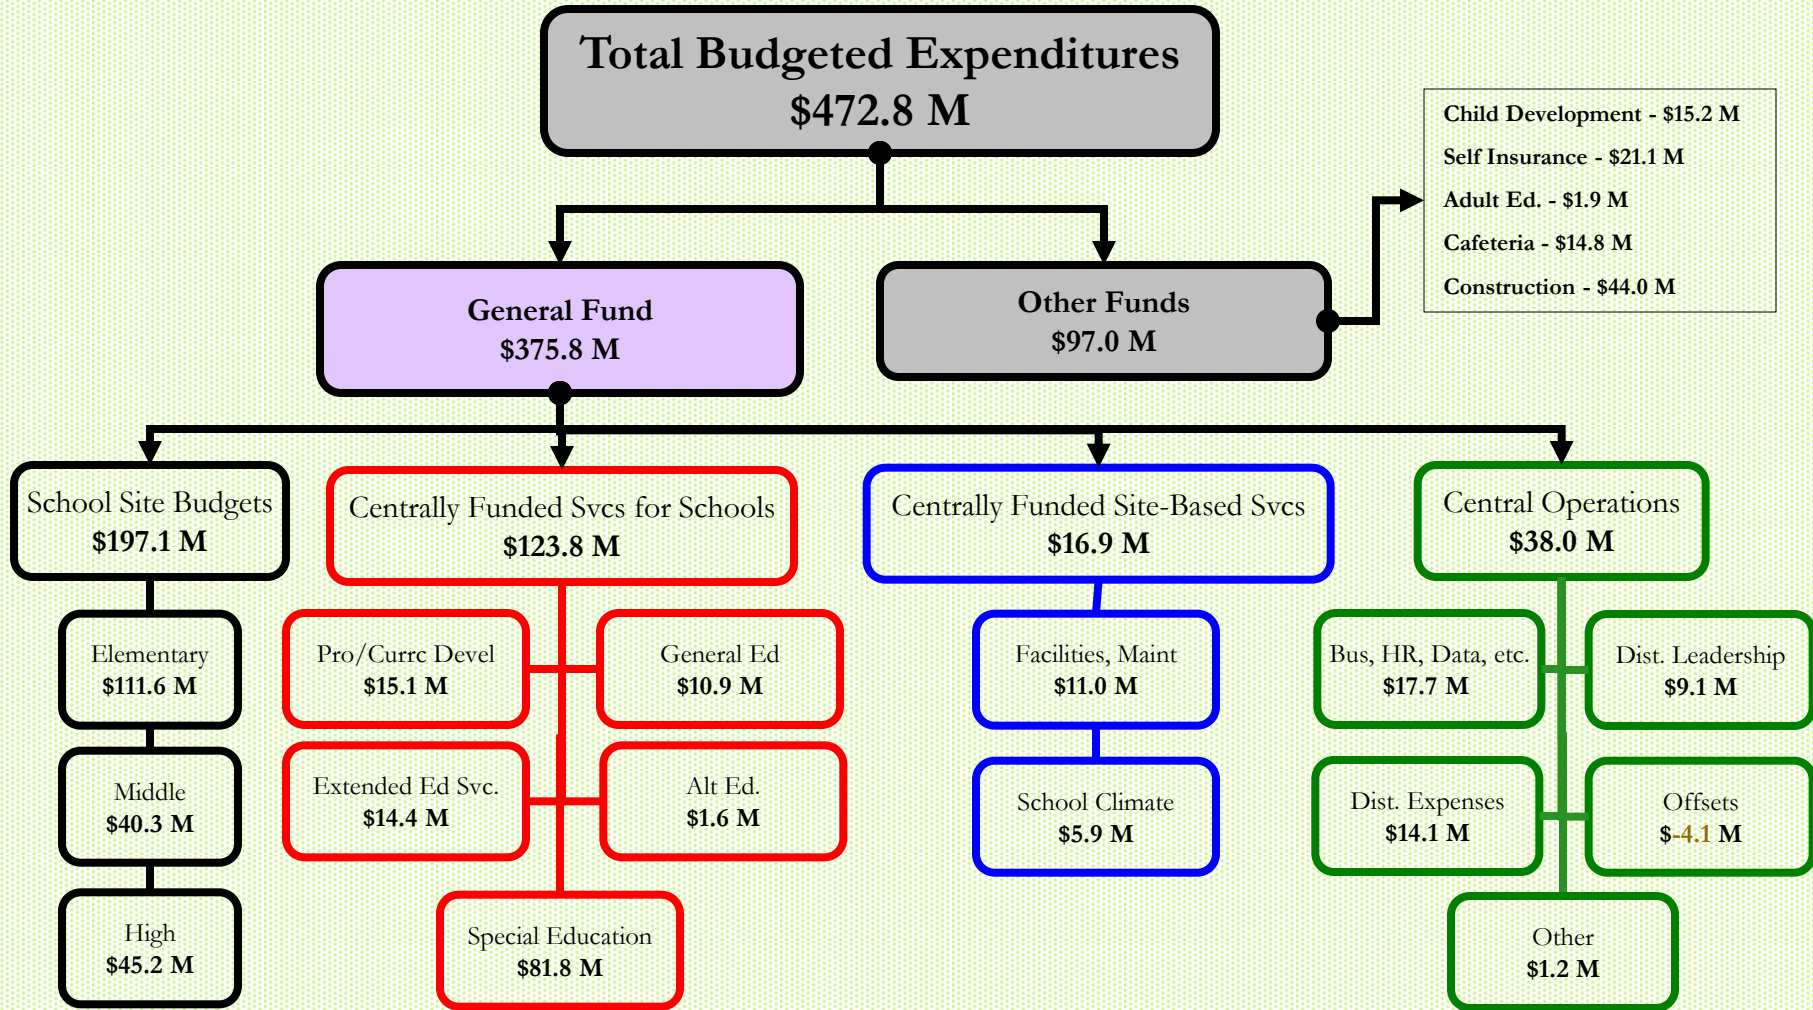 Total Budgeted Expenditures
$472.8 M
Child Development - $15.2 M
Self Insurance - $21.1 M
Adult Ed. - $1.9 M
Cafeteria - $14.8 M
Construction - $44.0 M
General Fund
$375.8 M
Other Funds
$97.0 M
School Site Budgets
$197.1 M
Centrally Funded Svcs for Schools
$123.8 M
Centrally Funded Site-Based Svcs
$16.9 M
Central Operations
$38.0 M
Elementary
$111.6 M
Middle
$40.3 M
High
$45.2 M
Pro/Currc Devel
$15.1 M
General Ed
$10.9 M
Extended Ed Svc.
$14.4 M
Alt Ed.
$1.6 M
Special Education
$81.8 M
Facilities, Maint
$11.0 M
School Climate
$5.9 M
Bus, HR, Data, etc.
$17.7 M
Dist. Leadership
$9.1 M
Dist. Expenses
$14.1 M
Offsets
$-4.1 M
Other
$1.2 M